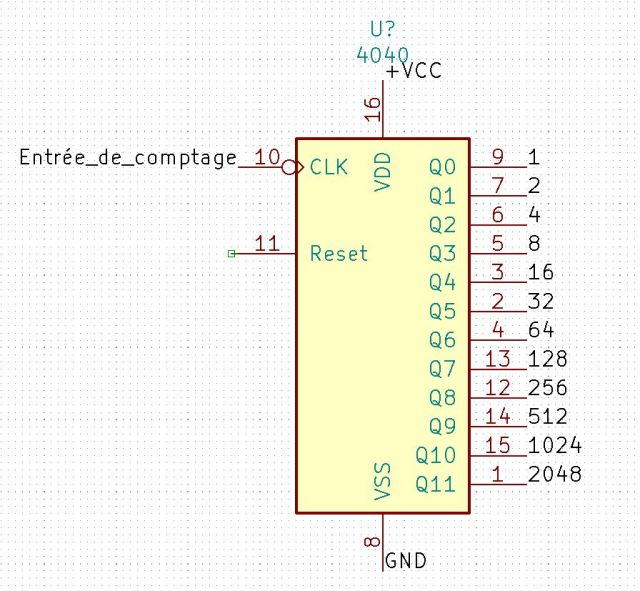 U?
4040
+VCC
16
Entrée_de_comptage 10 CLK VDD Q0 9 1
Q1 7 2
Q2 6 4
11 Reset Q3 5 8
Q4 3 16
Q5 2 32
Q6 4 64
Q7 13 128
Q8 12 256
Q9 14 512
Q10 15 1024
VSS Q11 1 2048
8
GND